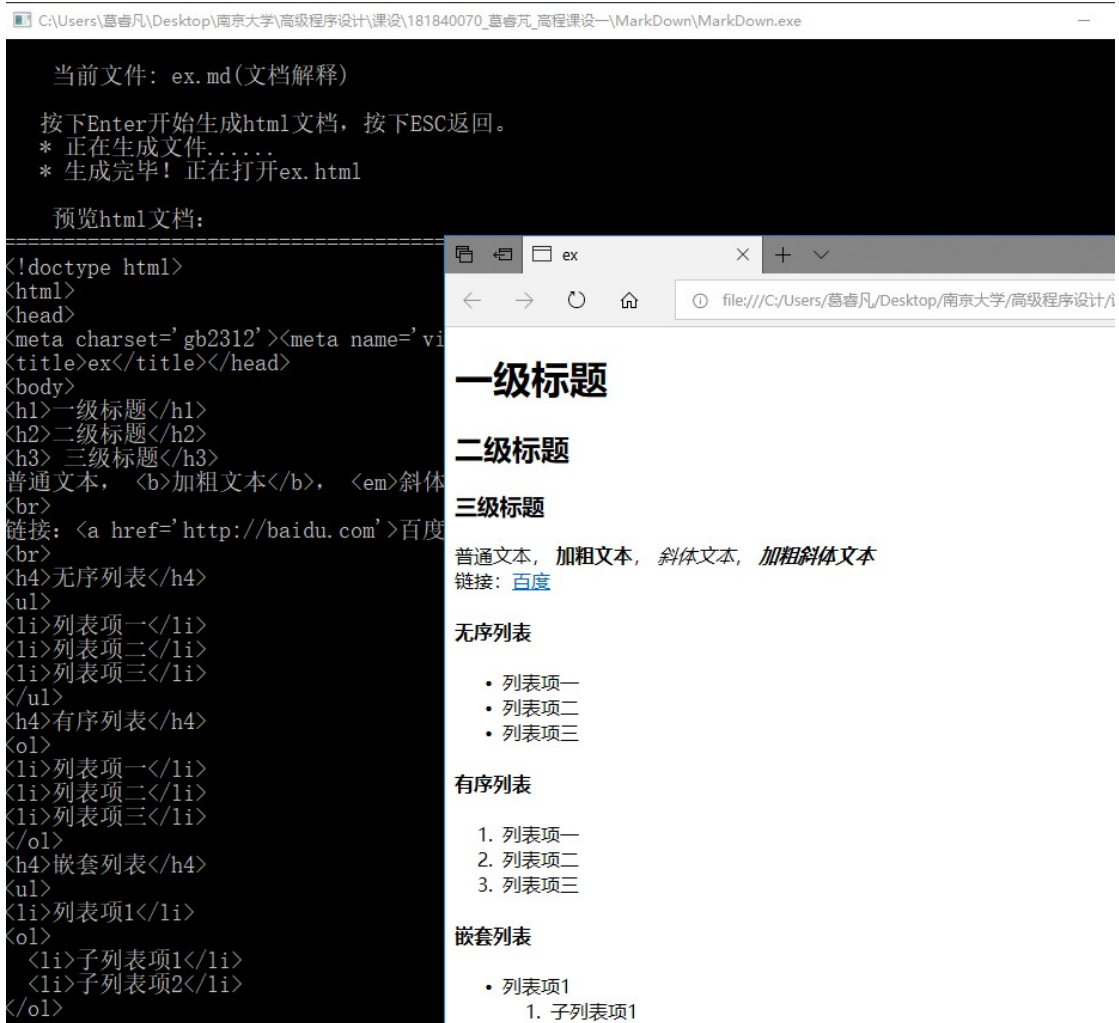 C:\Users\葛睿凡\Desktop\南京大学\高级程序设计\课设\181840070_葛睿芃_高程课设一\MarkDown\MarkDown.exe
当前文件: ex.md(文档解释)
按下Enter开始生成html文档，按下ESC返回。
* 正在生成文件......
* 生成完毕! 正在打开ex.html
预览html文档:
<!doctype html>
<html>
<head>
<meta charset='gb2312'><meta name='vi
<title>ex</title></head>
<body>
<h1>一级标题</h1>
<h2>二级标题</h2>
<h3> 三级标题</h3>
普通文本， <b>加粗文本</b>， <em>斜体
<br>
链接: <a href='http://baidu.com'>百度
<br>
<h4>无序列表</h4>
<ul>
<li>列表项一</li>
<li>列表项二</li>
<li>列表项三</li>
</ul>
<h4>有序列表</h4>
<ol>
<li>列表项一</li>
<li>列表项二</li>
<li>列表项三</li>
</ol>
<h4>嵌套列表</h4>
<ul>
<li>列表项1</li>
<ol>
<li>子列表项1</li>
<li>子列表项2</li>
</ol>
ex
file:///C:/Users/葛睿凡/Desktop/南京大学/高级程序设计/
一级标题
二级标题
三级标题
普通文本， 加粗文本， 斜体文本， 加粗斜体文本
链接: 百度
无序列表
• 列表项一
• 列表项二
• 列表项三
有序列表
1. 列表项一
2. 列表项二
3. 列表项三
嵌套列表
• 列表项1
1. 子列表项1